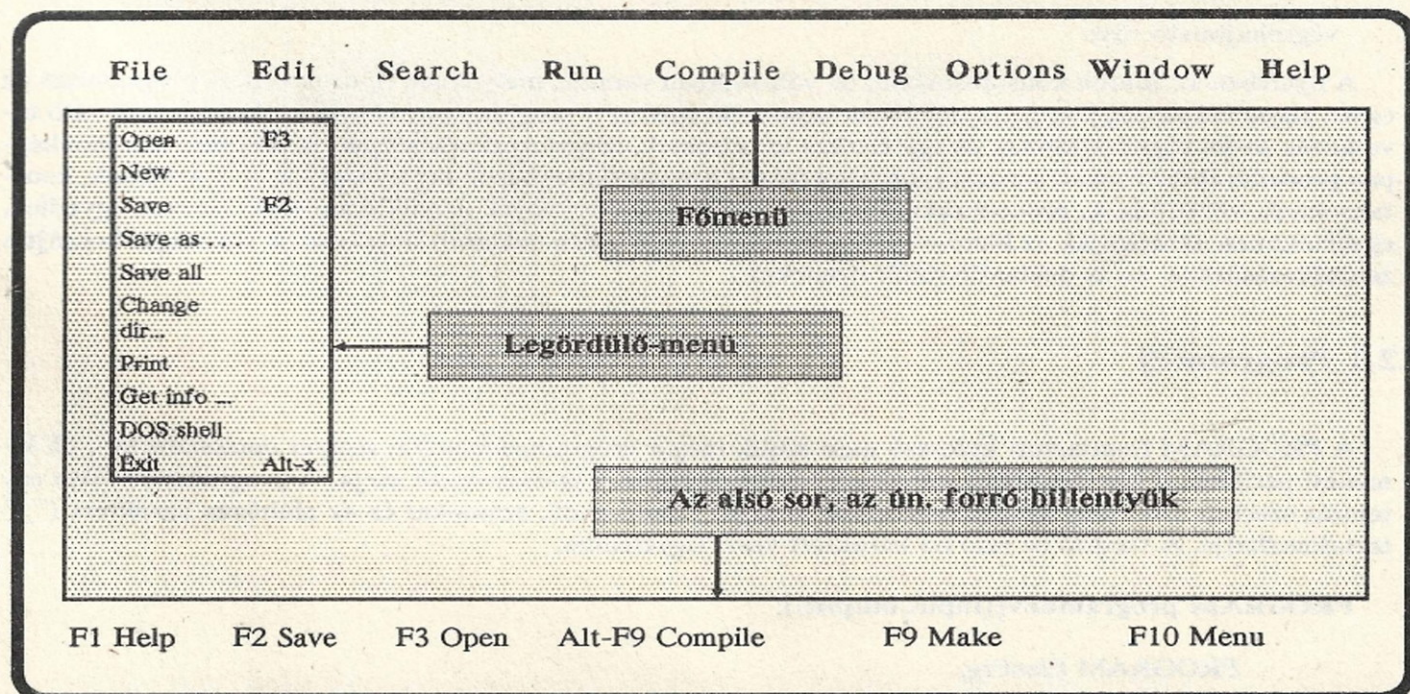 File Edit Search Run Compile Debug Options Window Help
Open F3
New
Save F2
Save as . . .
Save all
Change
dir...
Print
Get info ...
DOS shell
Exit Alt-x
Főmenü
Legördülő-menü
Az alsó sor, az ún. forró billentyűk
F1 Help F2 Save F3 Open Alt-F9 Compile F9 Make F10 Menu